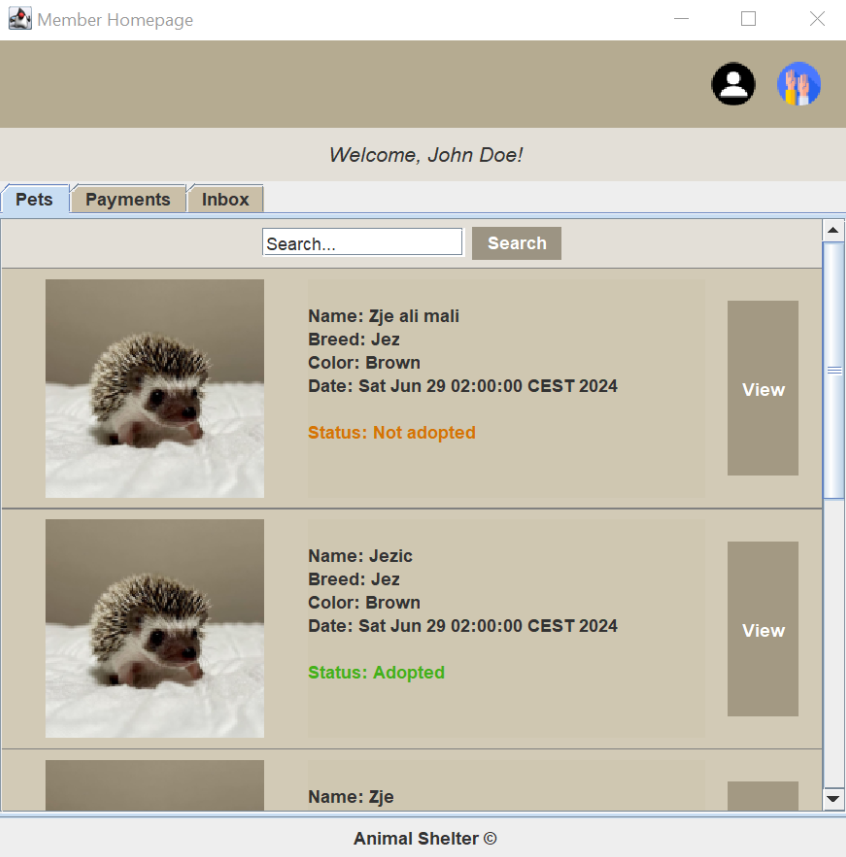 Member Homepage
Welcome, John Doe!
Pets
Payments
Inbox
Search...
Search
Name: Zje ali mali
Breed: Jez
Color: Brown
Date: Sat Jun 29 02:00:00 CEST 2024
Status: Not adopted
View
Name: Jezic
Breed: Jez
Color: Brown
Date: Sat Jun 29 02:00:00 CEST 2024
Status: Adopted
View
Name: Zje
Animal Shelter ©